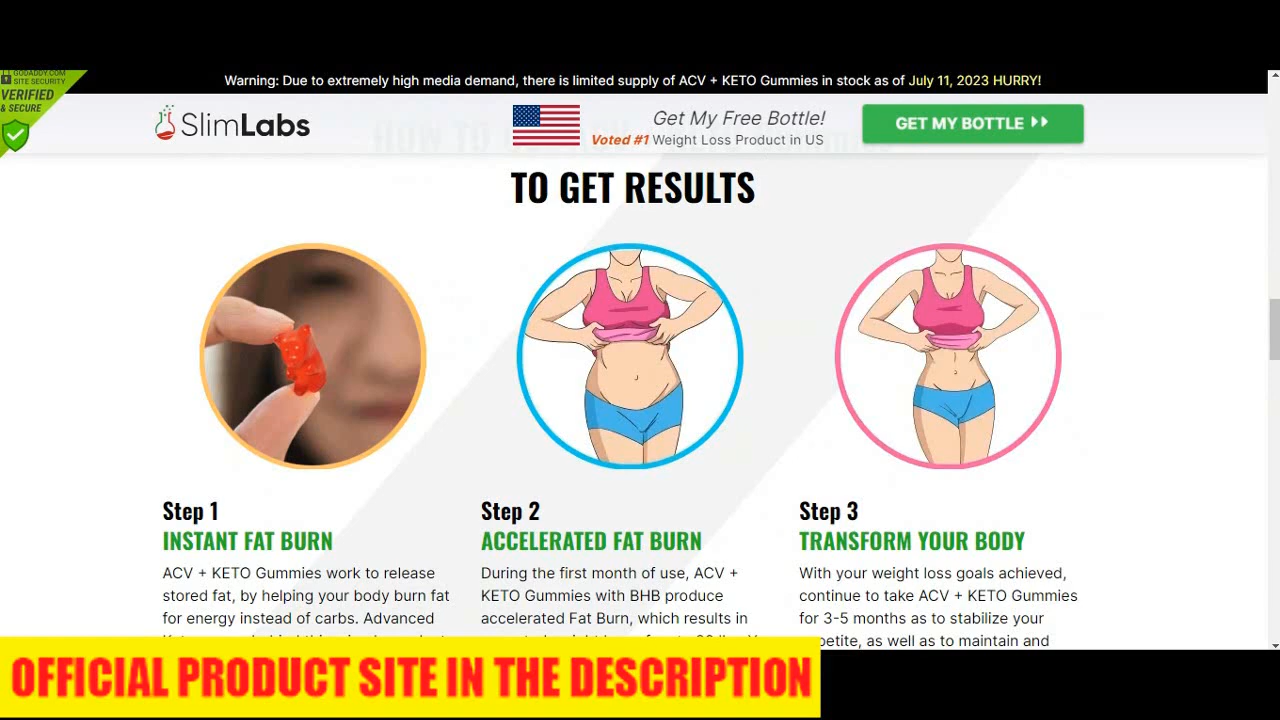 Warning: Due to extremely high media demand, there is limited supply of ACV + KETO Gummies in stock as of July 11, 2023 HURRY!
GODADDY.COM
SITE SECURITY
VERIFIED
& SECURE
SlimLabs
Get My Free Bottle!
Voted #1 Weight Loss Product in US
GET MY BOTTLE
HOW TO
TO GET RESULTS
Step 1
INSTANT FAT BURN
ACV + KETO Gummies work to release
stored fat, by helping your body burn fat
for energy instead of carbs. Advanced
Step 2
ACCELERATED FAT BURN
During the first month of use, ACV +
KETO Gummies with BHB produce
accelerated Fat Burn, which results in
Step 3
TRANSFORM YOUR BODY
With your weight loss goals achieved,
continue to take ACV + KETO Gummies
for 3-5 months as to stabilize your
as well as to maintain and
OFFICIAL PRODUCT SITE IN THE DESCRIPTION